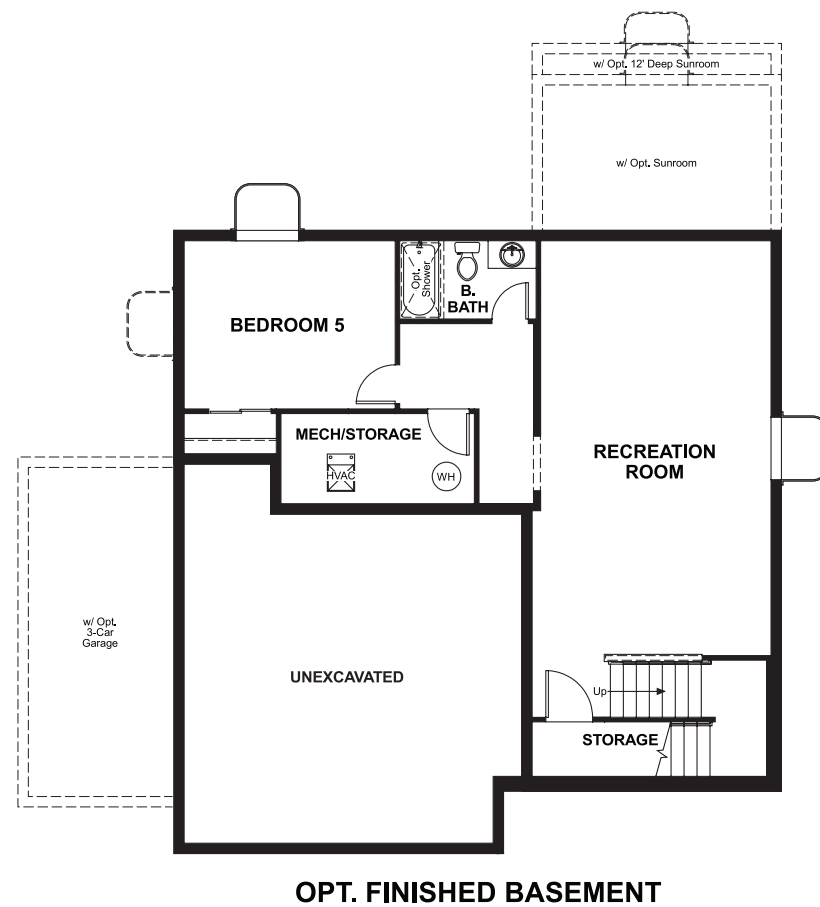 w/ Opt. 12' Deep Sunroom
w/ Opt. Sunroom
Opt.
Shower
B.
BATH
BEDROOM 5
MECH/STORAGE
HVAC
WH
RECREATION
ROOM
w/ Opt.
3-Car
Garage
UNEXCAVATED
Up
STORAGE
OPT. FINISHED BASEMENT